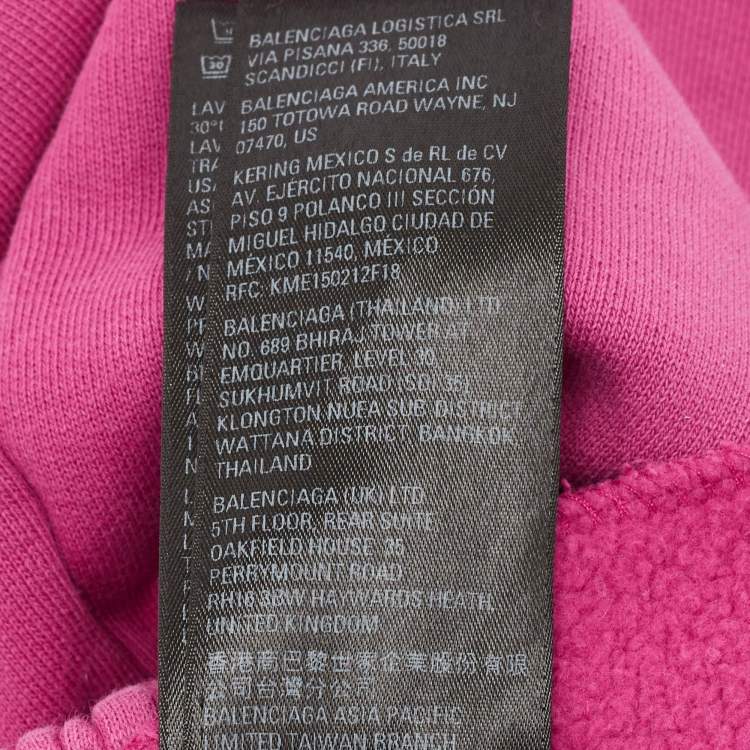 BALENCIAGA LOGISTICA SRL
VIA PISANA 336, 50018
SCANDICCI (FI), ITALY
BALENCIAGA AMERICA INC
150 TOTOWA ROAD WAYNE, NJ
07470, US
KERING MEXICO S de RL de CV
AV. EJÉRCITO NACIONAL 676,
PISO 9 POLANCO III SECCIÓN
MIGUEL HIDALGO CIUDAD DE
MÉXICO 11540, MÉXICO
RFC: KME150212F18
BALENCIAGA (THAILAND) LTD
NO. 689 BHIRAJ TOWER AT
EMQUARTIER, LEVEL 30
SUKHUMVIT ROAD (SOI 35)
KLONGTON NUEA SUB-DISTRICT
WATTANA DISTRICT, BANGKOK,
THAILAND
BALENCIAGA (UK) LTD
5TH FLOOR, REAR SUITE
OAKFIELD HOUSE, 35
PERRYMOUNT ROAD
RH16 3BW HAYWARDS HEATH,
UNITED KINGDOM
香港商巴黎世家企業股份有限
公司台灣分公司
BALENCIAGA ASIA PACIFIC
LIMITED TAIWAN BRANCH